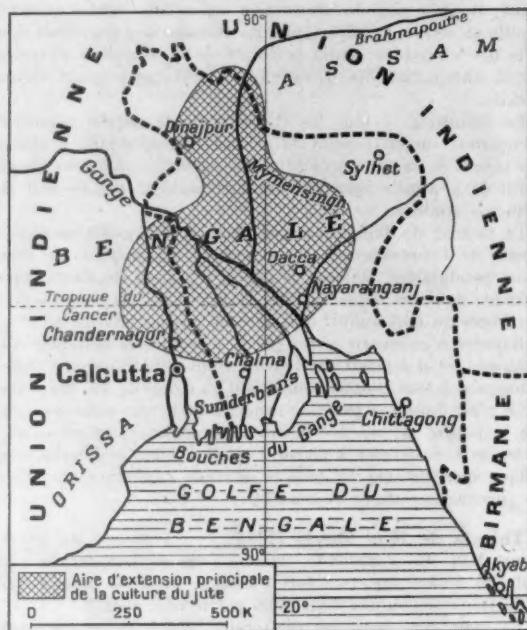 90°
UNION INDIENNE
Brahmapoutre
ASSAM
UNION INDIENNE
Dinajpur
Gange
Mymensingh
Sylhet
BENGALE
Dacca
Nayaranganj
Tropique du
Cancer
Chandernagor
Calcutta
Chalma
Sunderbans
Chittagong
ORISSA
Bouches du Gange
BIRMANE
GOLFE DU
BENGALE
90°
Akyab
Aire d'extension principale
de la culture du jute
0 250 500K
20°